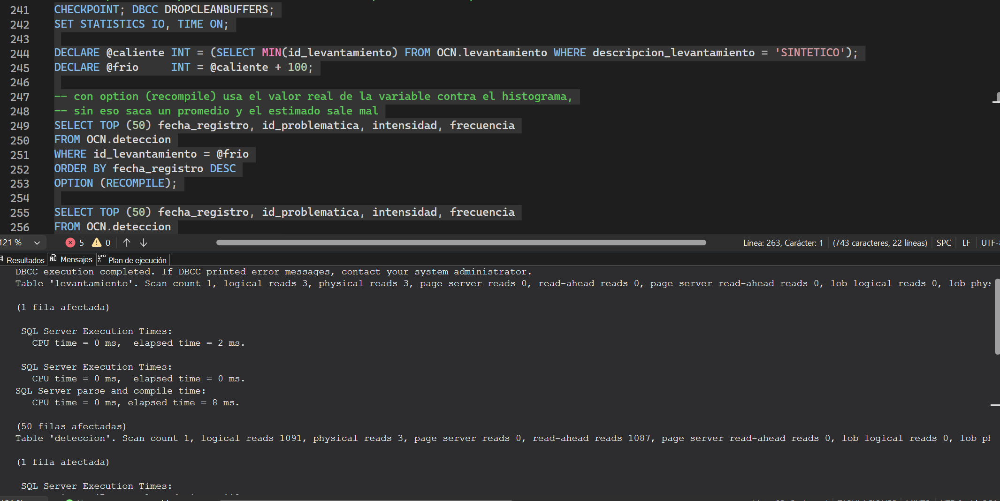 241 CHECKPOINT; DBCC DROPCLEANBUFFERS;
242 SET STATISTICS IO, TIME ON;
243
244 DECLARE @caliente INT = (SELECT MIN(id_levantamiento) FROM OCN.levantamiento WHERE descripcion_levantamiento = 'SINTETICO');
245 DECLARE @frio     INT = @caliente + 100;
246
247 -- con option (recompile) usa el valor real de la variable contra el histograma,
248 -- sin eso saca un promedio y el estimado sale mal
249 SELECT TOP (50) fecha_registro, id_problematica, intensidad, frecuencia
250 FROM OCN.deteccion
251 WHERE id_levantamiento = @frio
252 ORDER BY fecha_registro DESC
253 OPTION (RECOMPILE);
254
255 SELECT TOP (50) fecha_registro, id_problematica, intensidad, frecuencia
256 FROM OCN.deteccion
121 % 5 0 Línea: 263, Carácter: 1 (743 caracteres, 22 líneas) SPC LF UTF-8
Resultados Mensajes Plan de ejecución
DBCC execution completed. If DBCC printed error messages, contact your system administrator.
Table 'levantamiento'. Scan count 1, logical reads 3, physical reads 3, page server reads 0, read-ahead reads 0, page server read-ahead reads 0, lob logical reads 0, lob phys
(1 fila afectada)
SQL Server Execution Times:
CPU time = 0 ms,  elapsed time = 2 ms.
SQL Server Execution Times:
CPU time = 0 ms,  elapsed time = 0 ms.
SQL Server parse and compile time:
CPU time = 0 ms, elapsed time = 8 ms.
(50 filas afectadas)
Table 'deteccion'. Scan count 1, logical reads 1091, physical reads 3, page server reads 0, read-ahead reads 1087, page server read-ahead reads 0, lob logical reads 0, lob ph
(1 fila afectada)
SQL Server Execution Times: